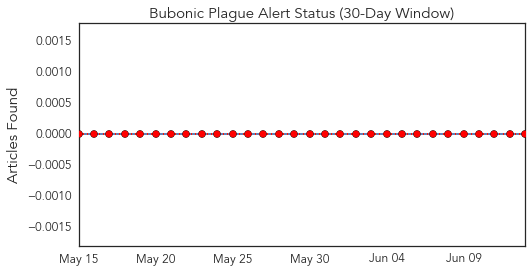 Bubonic Plague Alert Status (30-Day Window)
Articles Found
0.0015
0.0010
0.0005
0.0000
−0.0005
−0.0010
−0.0015
May 15 May 20 May 25 May 30 Jun 04 Jun 09